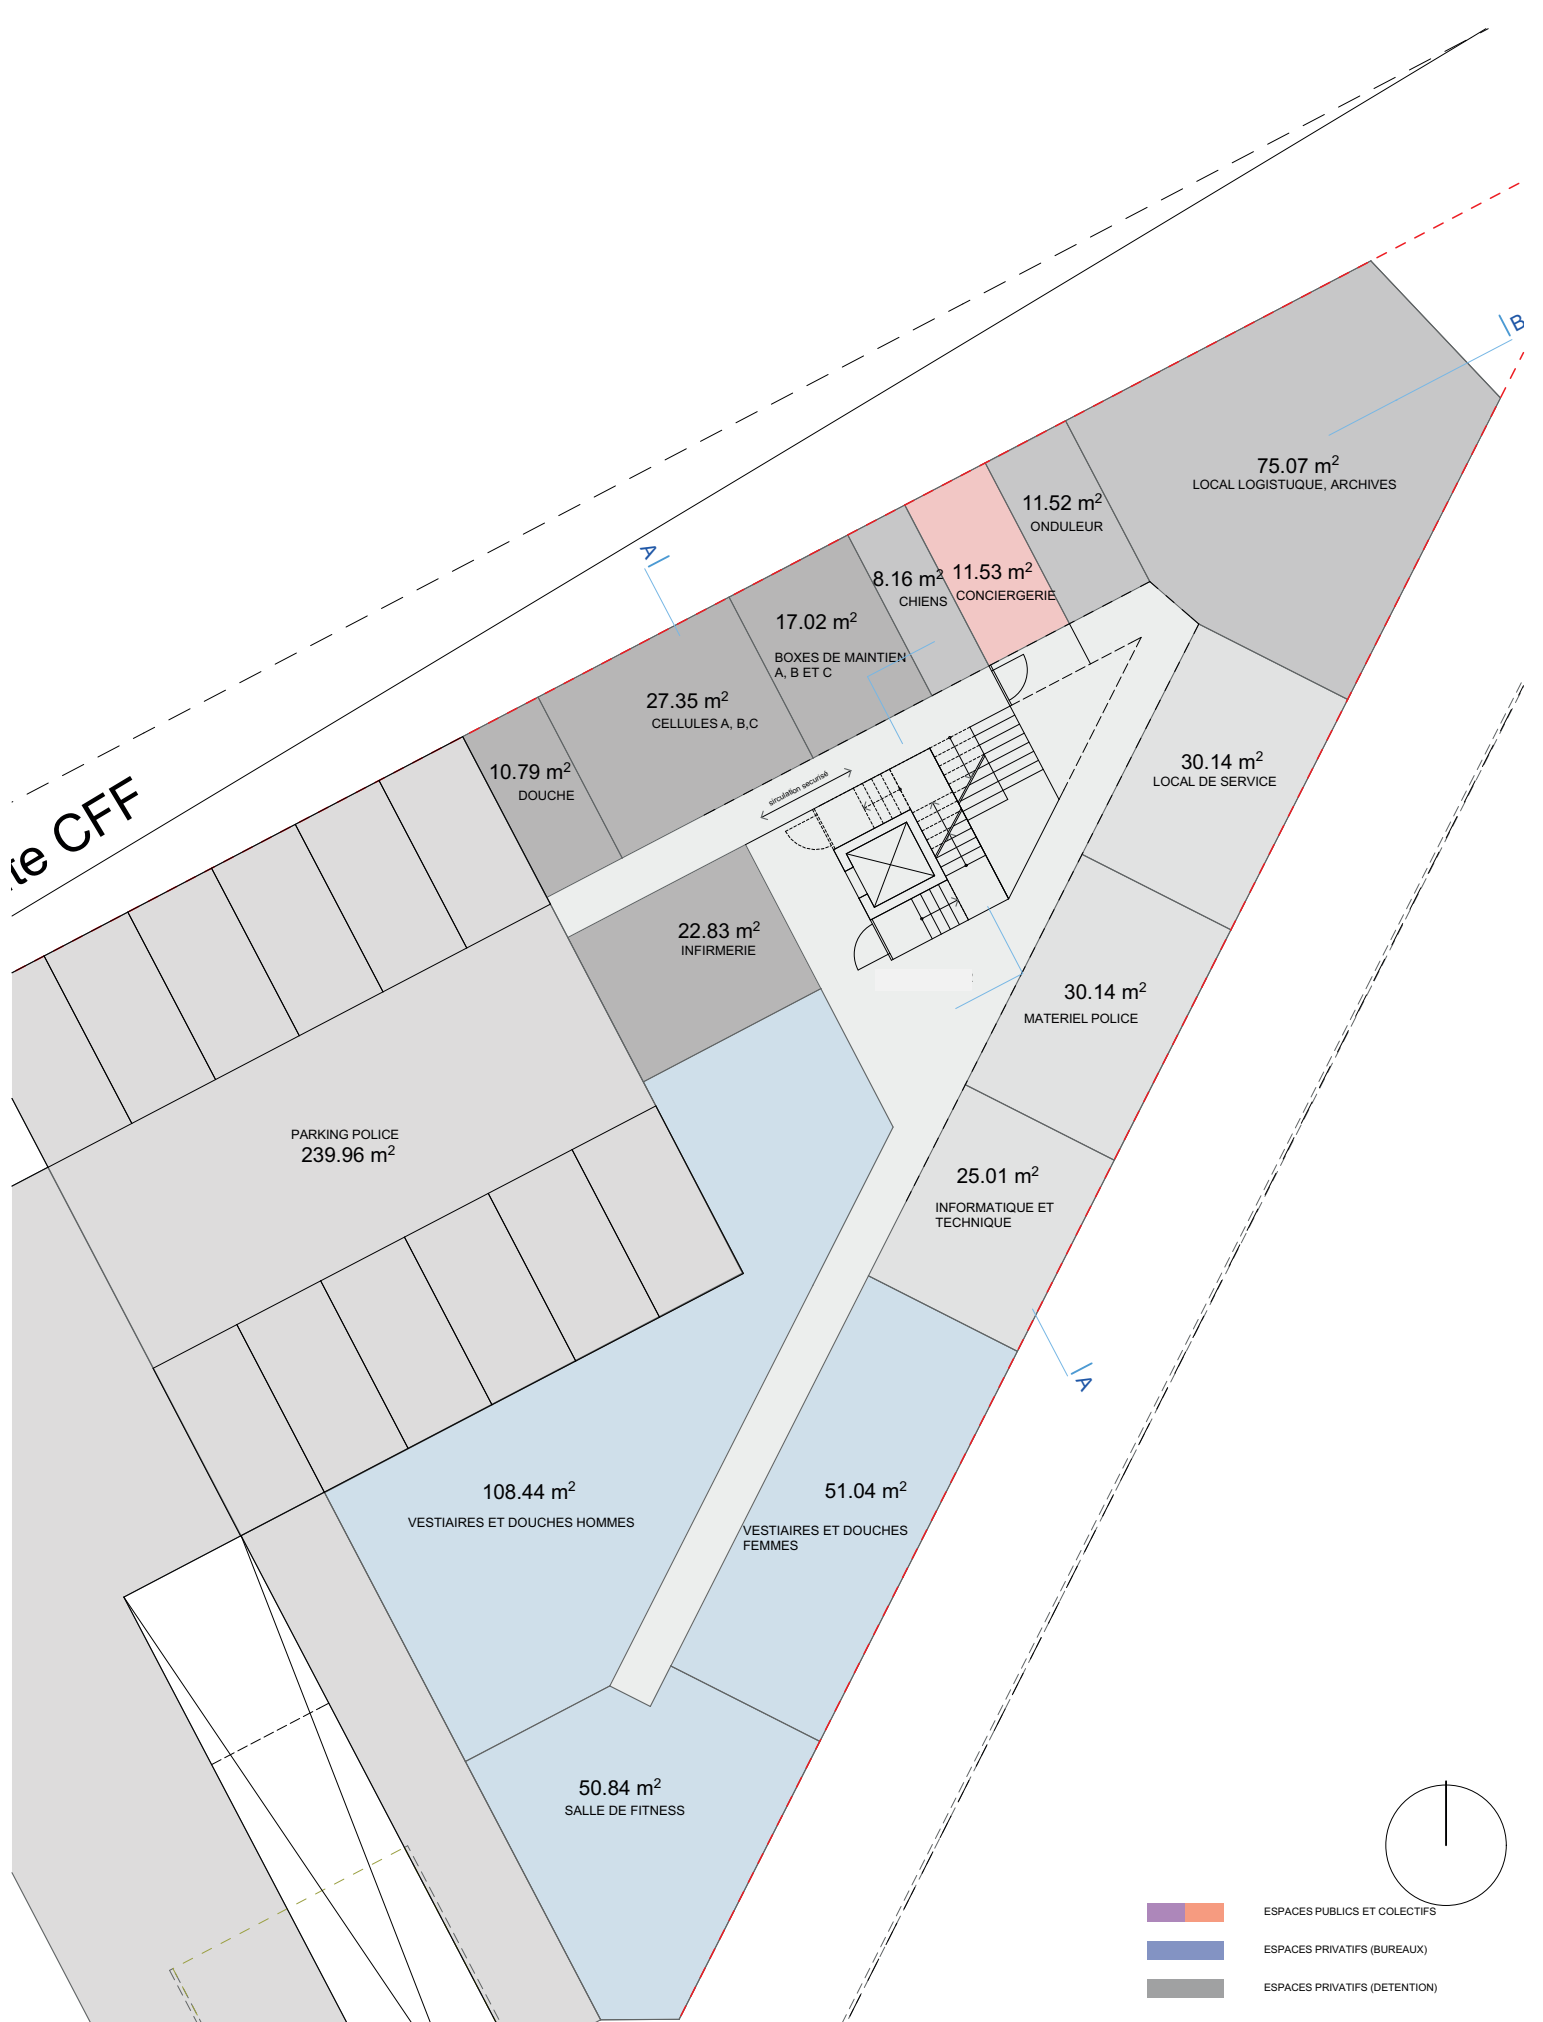 B
75.07 m²
LOCAL LOGISTUQUE, ARCHIVES
11.52 m²
ONDULEUR
A
8.16 m²
CHIENS
11.53 m²
CONCIERGERIE
17.02 m²
BOXES DE MAINTIEN
A, B ET C
27.35 m²
CELLULES A, B,C
10.79 m²
DOUCHE
sirculation securisé
30.14 m²
LOCAL DE SERVICE
CFF
22.83 m²
INFIRMERIE
30.14 m²
MATERIEL POLICE
PARKING POLICE
239.96 m²
25.01 m²
INFORMATIQUE ET
TECHNIQUE
A
108.44 m²
VESTIAIRES ET DOUCHES HOMMES
51.04 m²
VESTIAIRES ET DOUCHES
FEMMES
50.84 m²
SALLE DE FITNESS
ESPACES PUBLICS ET COLECTIFS
ESPACES PRIVATIFS (BUREAUX)
ESPACES PRIVATIFS (DETENTION)